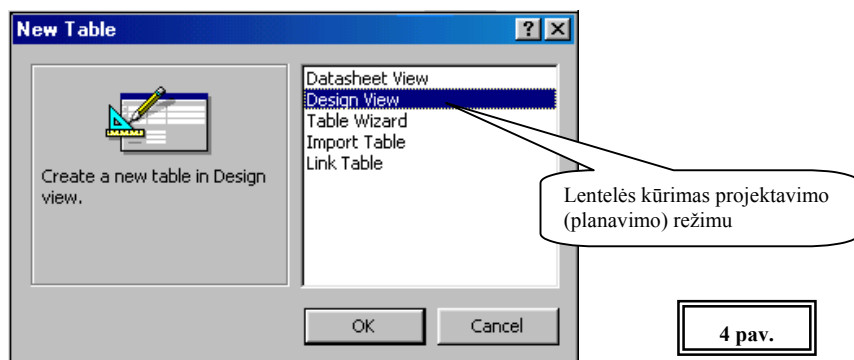 New Table
Datasheet View
Design View
Table Wizard
Import Table
Link Table
Create a new table in Design
view.
Lentelės kūrimas projektavimo
(planavimo) režimu
OK
Cancel
4 pav.